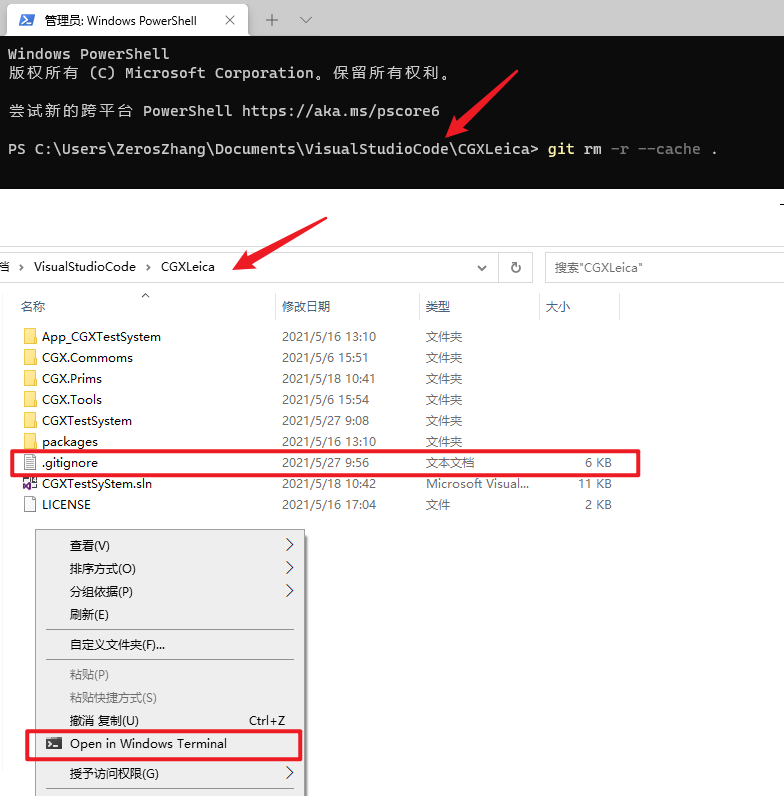 管理员: Windows PowerShell
Windows PowerShell
版权所有 (C) Microsoft Corporation。保留所有权利。
尝试新的跨平台 PowerShell https://aka.ms/pscore6
PS C:\Users\ZerosZhang\Documents\VisualStudioCode\CGXLeica> git rm -r --cache .
档 › VisualStudioCode › CGXLeica
搜索"CGXLeica"
名称 修改日期 类型 大小
App_CGXTestSystem 2021/5/16 13:10 文件夹
CGX.Commoms 2021/5/6 15:51 文件夹
CGX.Prims 2021/5/18 10:41 文件夹
CGX.Tools 2021/5/6 15:54 文件夹
CGXTestSystem 2021/5/27 9:08 文件夹
packages 2021/5/16 13:10 文件夹
.gitignore 2021/5/27 9:56 文本文档 6 KB
CGXTestSyStem.sln 2021/5/18 10:42 Microsoft Visual... 11 KB
LICENSE 2021/5/16 17:04 文件 2 KB
查看(V)
排序方式(O)
分组依据(P)
刷新(E)
自定义文件夹(F)...
粘贴(P)
粘贴快捷方式(S)
撤消 复制(U) Ctrl+Z
Open in Windows Terminal
授予访问权限(G)